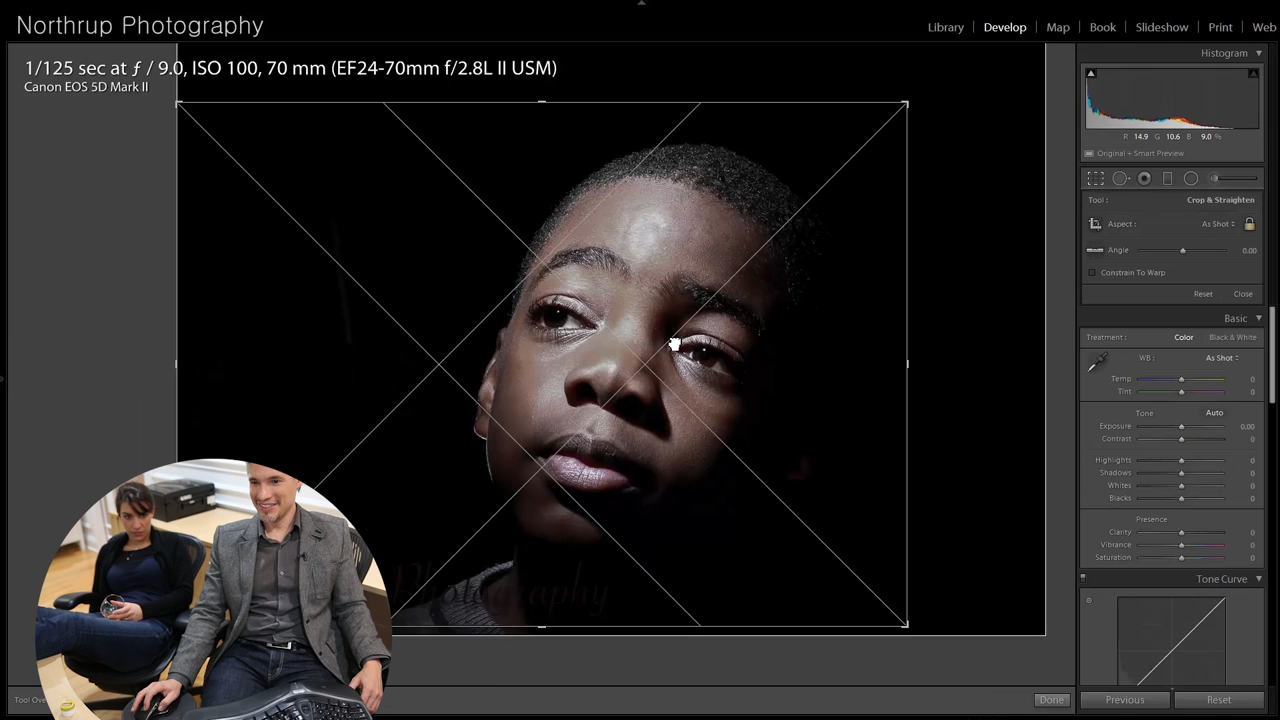 Northrup Photography
Library | Develop | Map | Book | Slideshow | Print | Web
1/125 sec at ƒ / 9.0, ISO 100, 70 mm (EF24-70mm f/2.8L II USM)
Canon EOS 5D Mark II
Histogram
R 14.9 G 10.6 B 9.0 %
Original + Smart Preview
Tool : Crop & Straighten
Aspect : As Shot
Angle 0.00
Constrain To Warp
Reset Close
Basic
Treatment : Color | Black & White
WB : As Shot
Temp 0
Tint 0
Tone Auto
Exposure 0.00
Contrast 0
Highlights 0
Shadows 0
Whites 0
Blacks 0
Presence
Clarity 0
Vibrance 0
Saturation 0
Tone Curve
Photography
Tool Ove
Done
Previous Reset